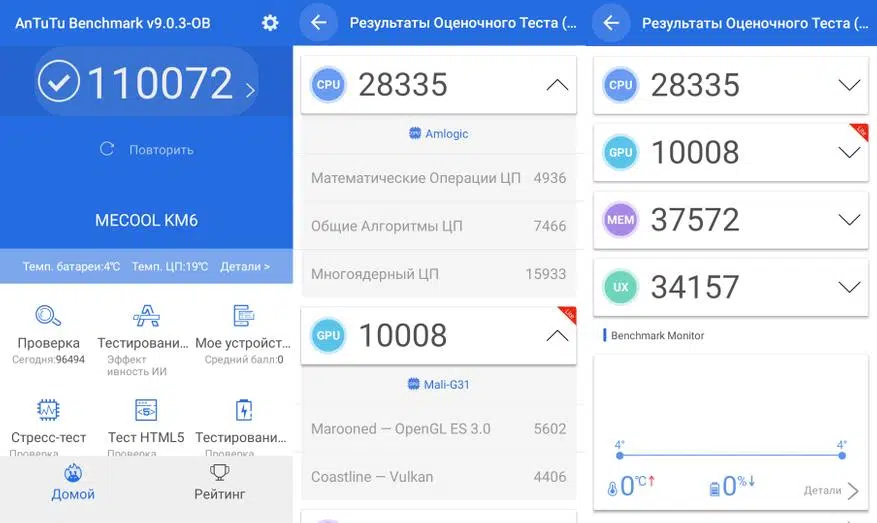 AnTuTu Benchmark v9.0.3-OB
110072
Повторить
MECOOL KM6
Темп. батареи:4℃ Темп. ЦП:19℃ Детали >
Проверка
Сегодня:96494
Тестировани...
Эффект
ивность ИИ
Мое устройст...
Средний балл:0
Стресс-тест
Проверка
Тест HTML5
Проверка
Тестировани...
Проверка
Домой
Рейтинг
Результаты Оценочного Теста (...
CPU 28335
Amlogic
Математические Операции ЦП 4936
Общие Алгоритмы ЦП 7466
Многоядерный ЦП 15933
GPU 10008
Lite
Mali-G31
Marooned — OpenGL ES 3.0 5602
Coastline — Vulkan 4406
Результаты Оценочного Теста (...
CPU 28335
GPU 10008
Lite
MEM 37572
UX 34157
Benchmark Monitor
4° 4°
0℃↑ 0%↓ Детали